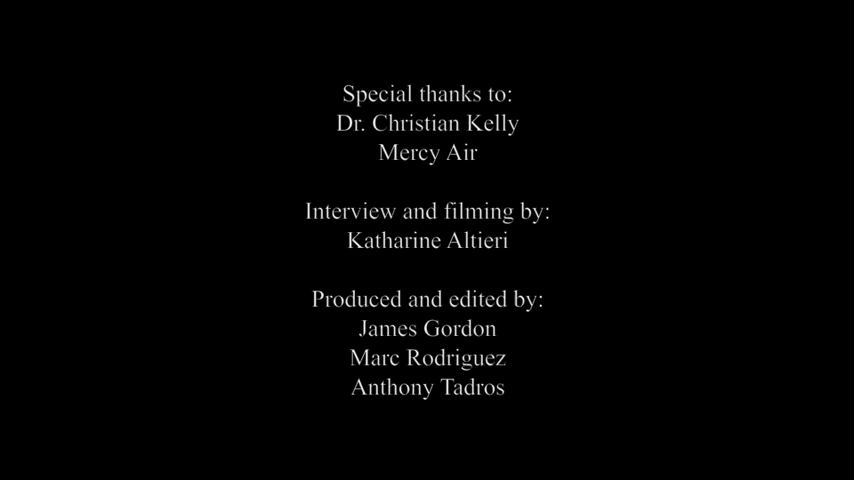 Special thanks to:
Dr. Christian Kelly
Mercy Air
Interview and filming by:
Katharine Altieri
Produced and edited by:
James Gordon
Marc Rodriguez
Anthony Tadros